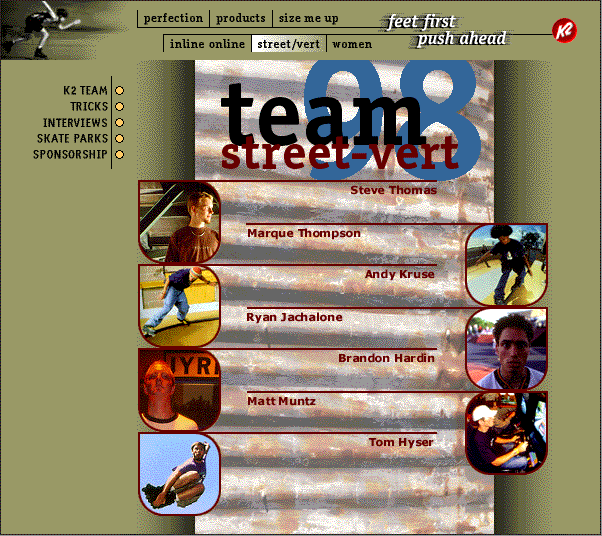 perfection products size me up
feet first
push ahead
K2
inline online street/vert women
K2 TEAM
TRICKS
INTERVIEWS
SKATE PARKS
SPONSORSHIP
98
team
street-vert
Steve Thomas
Marque Thompson
Andy Kruse
Ryan Jachalone
Brandon Hardin
Matt Muntz
Tom Hyser